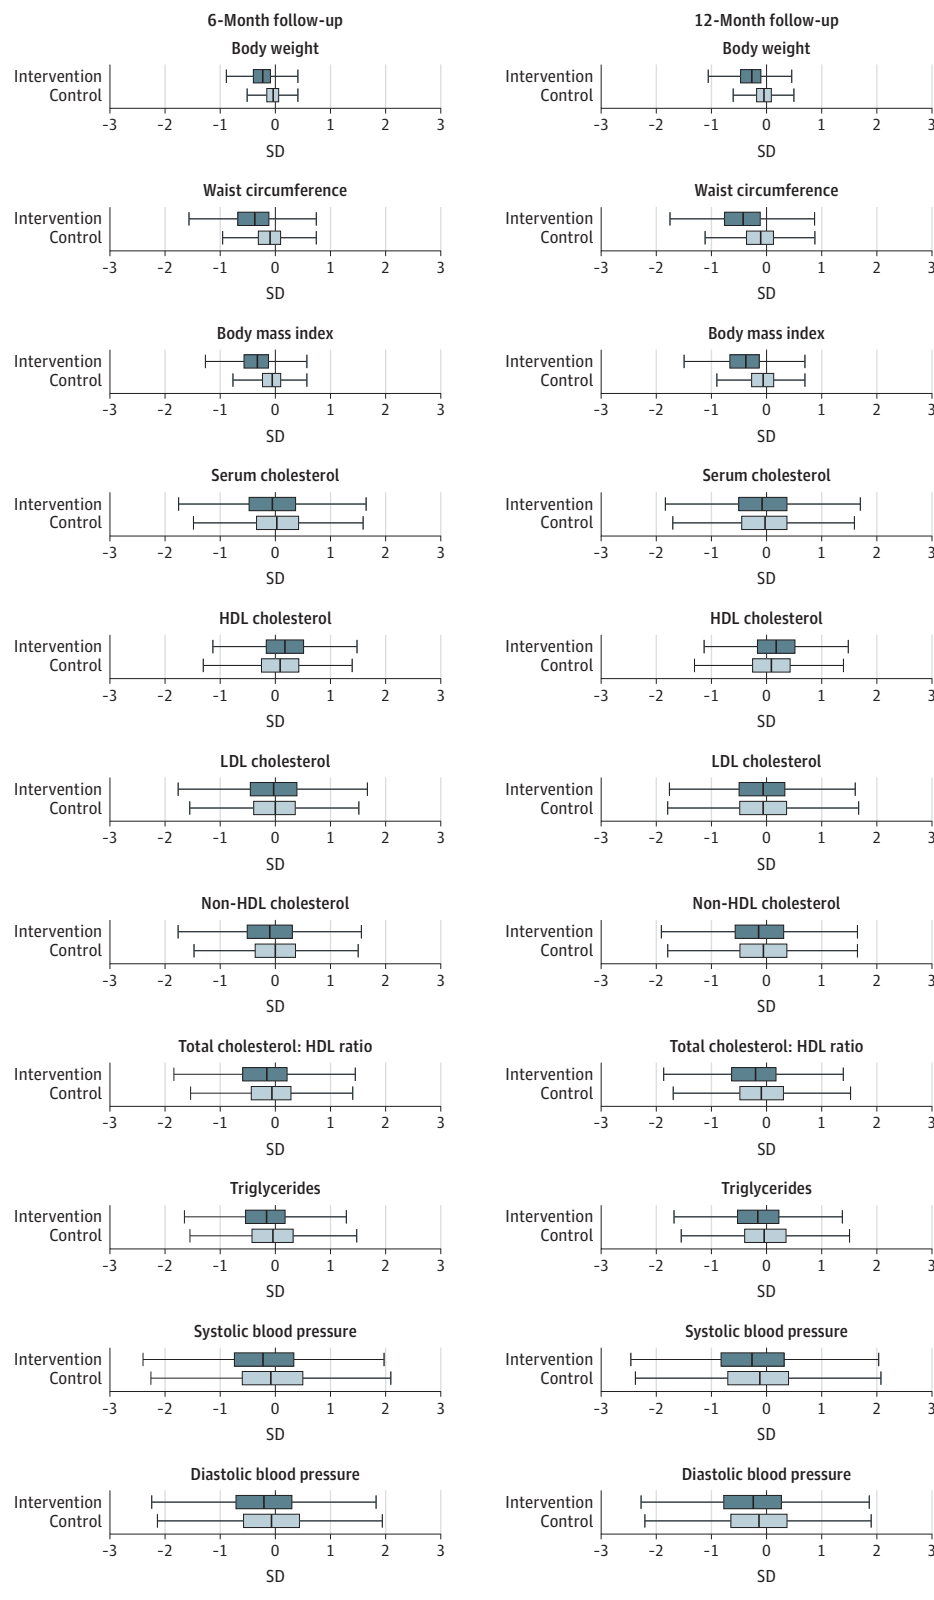 6-Month follow-up
Body weight
Intervention
Control
-3 -2 -1 0 1 2 3
SD
Waist circumference
Intervention
Control
-3 -2 -1 0 1 2 3
SD
Body mass index
Intervention
Control
-3 -2 -1 0 1 2 3
SD
Serum cholesterol
Intervention
Control
-3 -2 -1 0 1 2 3
SD
HDL cholesterol
Intervention
Control
-3 -2 -1 0 1 2 3
SD
LDL cholesterol
Intervention
Control
-3 -2 -1 0 1 2 3
SD
Non-HDL cholesterol
Intervention
Control
-3 -2 -1 0 1 2 3
SD
Total cholesterol: HDL ratio
Intervention
Control
-3 -2 -1 0 1 2 3
SD
Triglycerides
Intervention
Control
-3 -2 -1 0 1 2 3
SD
Systolic blood pressure
Intervention
Control
-3 -2 -1 0 1 2 3
SD
Diastolic blood pressure
Intervention
Control
-3 -2 -1 0 1 2 3
SD
12-Month follow-up
Body weight
Intervention
Control
-3 -2 -1 0 1 2 3
SD
Waist circumference
Intervention
Control
-3 -2 -1 0 1 2 3
SD
Body mass index
Intervention
Control
-3 -2 -1 0 1 2 3
SD
Serum cholesterol
Intervention
Control
-3 -2 -1 0 1 2 3
SD
HDL cholesterol
Intervention
Control
-3 -2 -1 0 1 2 3
SD
LDL cholesterol
Intervention
Control
-3 -2 -1 0 1 2 3
SD
Non-HDL cholesterol
Intervention
Control
-3 -2 -1 0 1 2 3
SD
Total cholesterol: HDL ratio
Intervention
Control
-3 -2 -1 0 1 2 3
SD
Triglycerides
Intervention
Control
-3 -2 -1 0 1 2 3
SD
Systolic blood pressure
Intervention
Control
-3 -2 -1 0 1 2 3
SD
Diastolic blood pressure
Intervention
Control
-3 -2 -1 0 1 2 3
SD